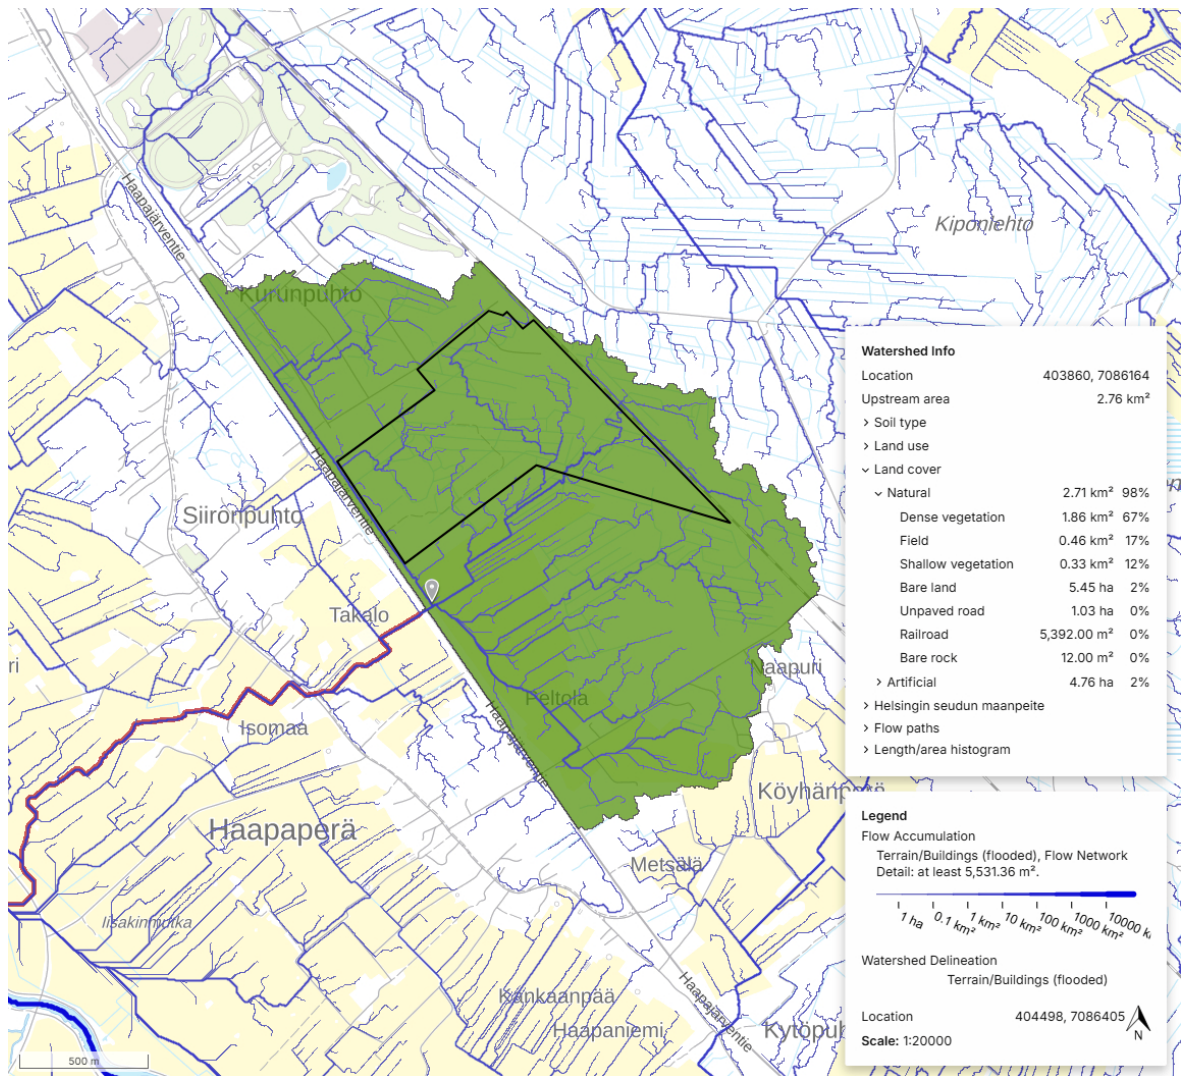 Haapajärventie
Kiponiehto
Kurunpuhto
Haapajärventie
Siiröripuhto
Takalo
ri
Naapuri
Peltola
Isomaa
Haapajärventie
Köyhänperä
Haapaperä
Metsälä
Iisakinmutka
Kankaanpää
Haapajärventie
Haapaniemi
Kytöpuh
500 m
Watershed Info
Location 403860, 7086164
Upstream area 2.76 km²
Soil type
Land use
Land cover
Natural 2.71 km² 98%
Dense vegetation 1.86 km² 67%
Field 0.46 km² 17%
Shallow vegetation 0.33 km² 12%
Bare land 5.45 ha 2%
Unpaved road 1.03 ha 0%
Railroad 5,392.00 m² 0%
Bare rock 12.00 m² 0%
Artificial 4.76 ha 2%
Helsingin seudun maanpeite
Flow paths
Length/area histogram
Legend
Flow Accumulation
Terrain/Buildings (flooded), Flow Network
Detail: at least 5,531.36 m².
1 ha 0.1 km² 1 km² 10 km² 100 km² 1000 km² 10000 k
Watershed Delineation
Terrain/Buildings (flooded)
Location 404498, 7086405
N
Scale: 1:20000